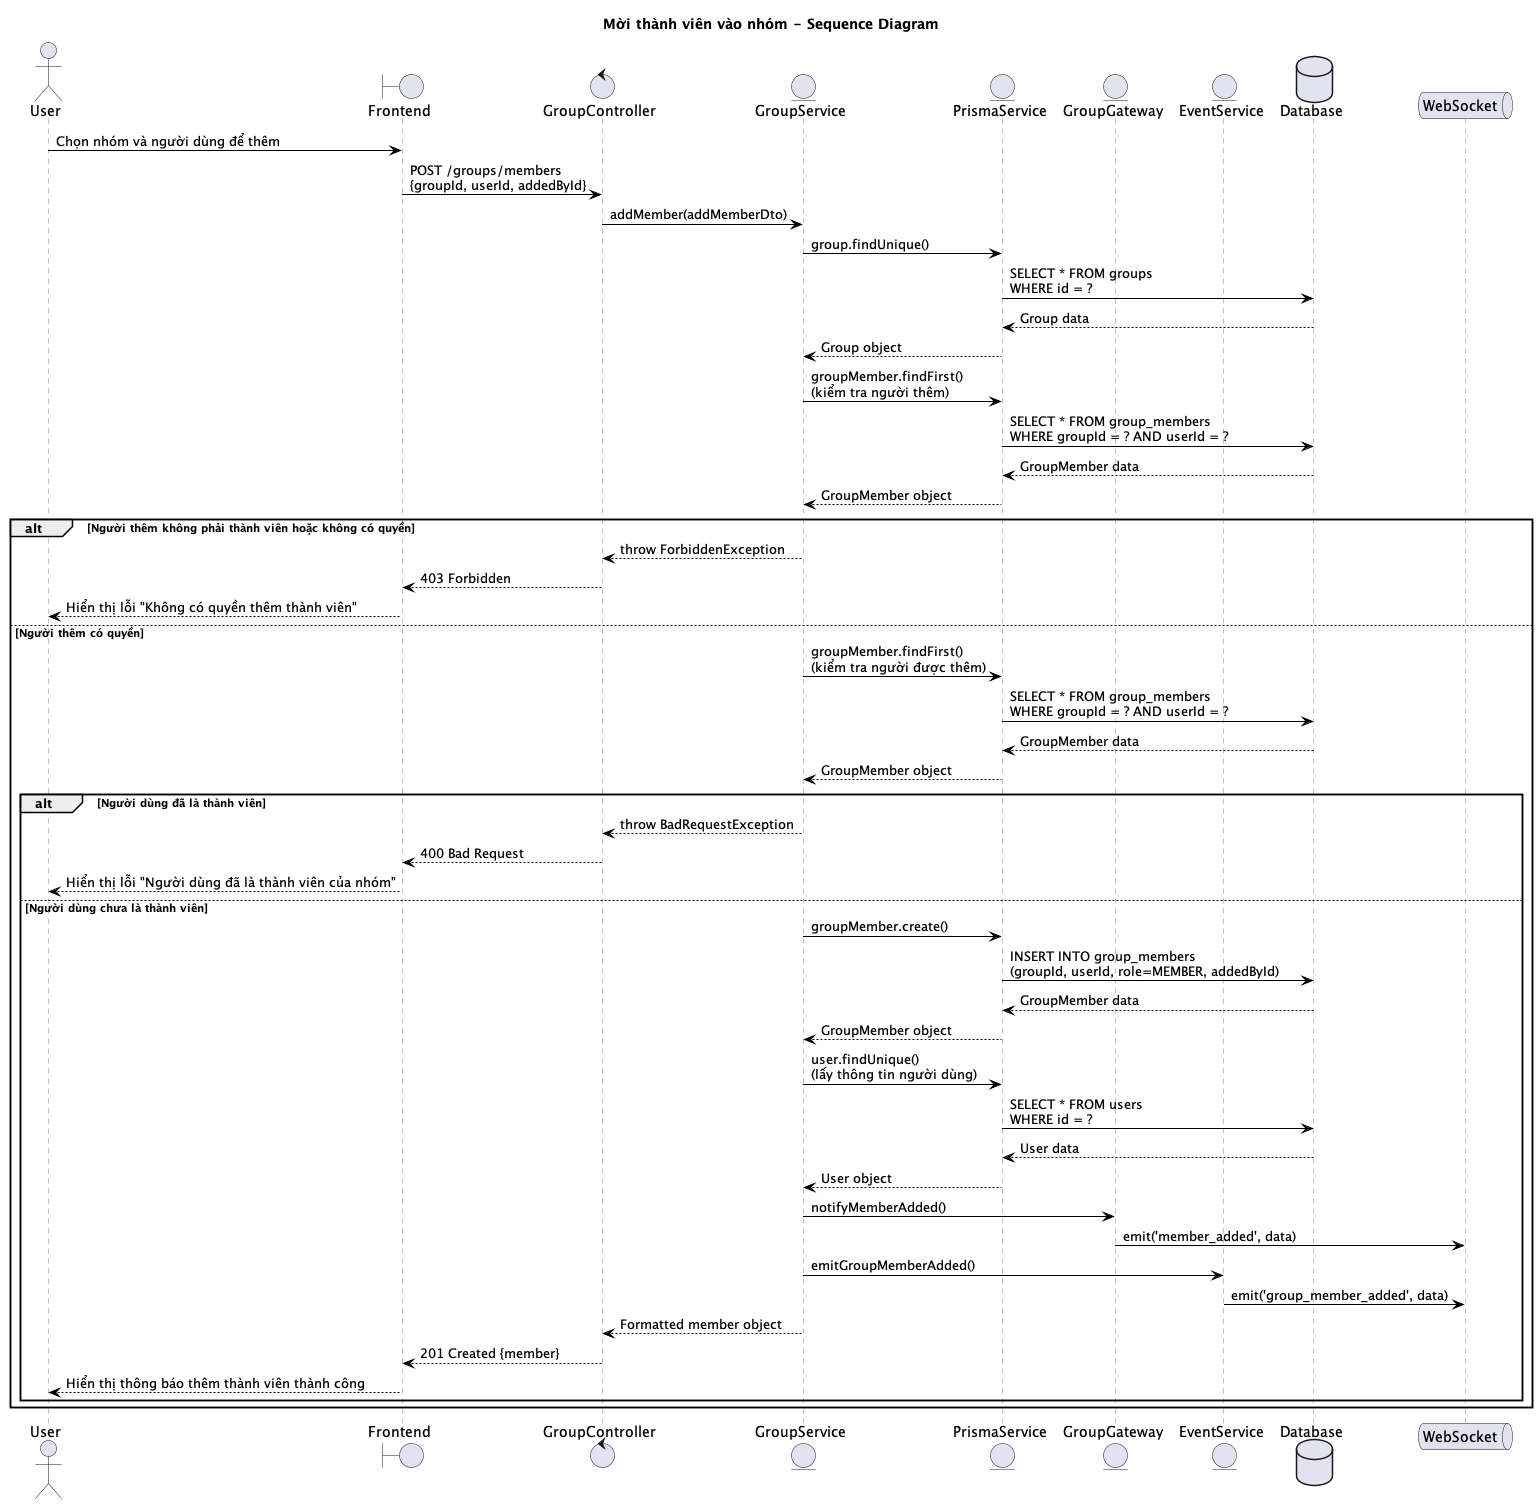 Mời thành viên vào nhóm - Sequence Diagram
User
Frontend
GroupController
GroupService
PrismaService
GroupGateway
EventService
Database
WebSocket
Chọn nhóm và người dùng để thêm
POST /groups/members
{groupId, userId, addedById}
addMember(addMemberDto)
group.findUnique()
SELECT * FROM groups
WHERE id = ?
Group data
Group object
groupMember.findFirst()
(kiểm tra người thêm)
SELECT * FROM group_members
WHERE groupId = ? AND userId = ?
GroupMember data
GroupMember object
alt [Người thêm không phải thành viên hoặc không có quyền]
throw ForbiddenException
403 Forbidden
Hiển thị lỗi "Không có quyền thêm thành viên"
[Người thêm có quyền]
groupMember.findFirst()
(kiểm tra người được thêm)
SELECT * FROM group_members
WHERE groupId = ? AND userId = ?
GroupMember data
GroupMember object
alt [Người dùng đã là thành viên]
throw BadRequestException
400 Bad Request
Hiển thị lỗi "Người dùng đã là thành viên của nhóm"
[Người dùng chưa là thành viên]
groupMember.create()
INSERT INTO group_members
(groupId, userId, role=MEMBER, addedById)
GroupMember data
GroupMember object
user.findUnique()
(lấy thông tin người dùng)
SELECT * FROM users
WHERE id = ?
User data
User object
notifyMemberAdded()
emit('member_added', data)
emitGroupMemberAdded()
emit('group_member_added', data)
Formatted member object
201 Created {member}
Hiển thị thông báo thêm thành viên thành công
User
Frontend
GroupController
GroupService
PrismaService
GroupGateway
EventService
Database
WebSocket